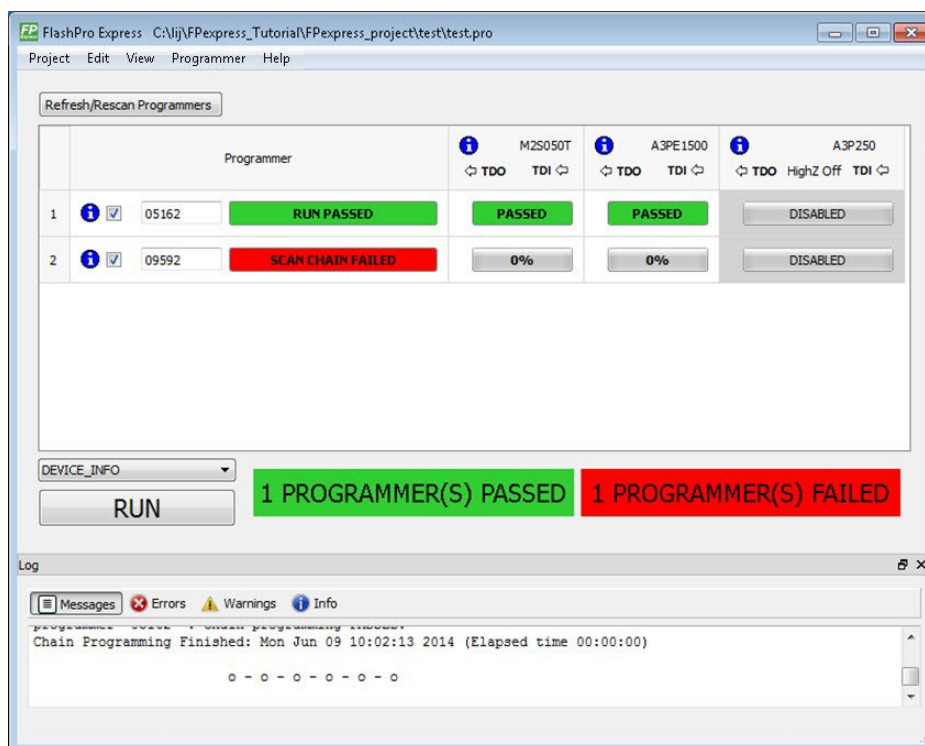 FP FlashPro Express C:\lij\FPexpress_Tutorial\FPexpress_project\test\test.pro
Project Edit View Programmer Help
Refresh/Rescan Programmers
Programmer
M2S050T
TDO TDI
A3PE1500
TDO TDI
A3P250
TDO HighZ Off TDI
1 05162 RUN PASSED PASSED PASSED DISABLED
2 09592 SCAN CHAIN FAILED 0% 0% DISABLED
DEVICE_INFO
RUN
1 PROGRAMMER(S) PASSED 1 PROGRAMMER(S) FAILED
Log
Messages Errors Warnings Info
Chain Programming Finished: Mon Jun 09 10:02:13 2014 (Elapsed time 00:00:00)
o - o - o - o - o - o